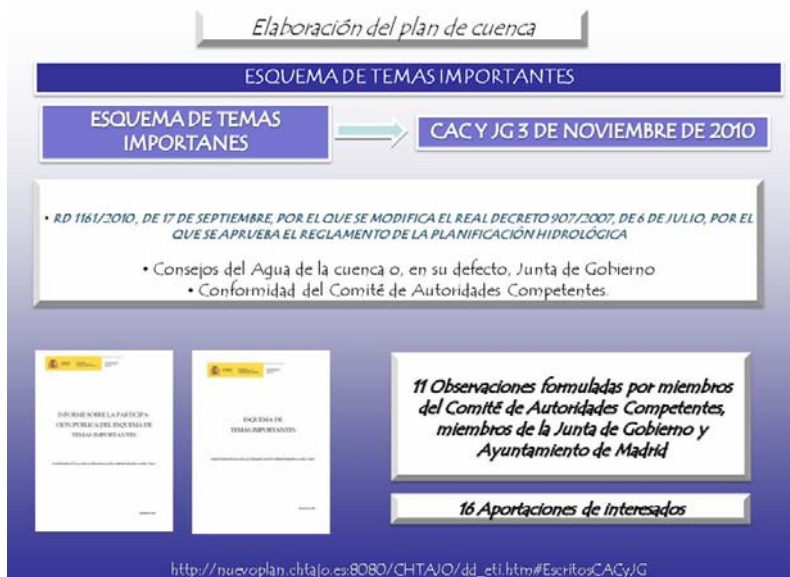 Elaboración del plan de cuenca
ESQUEMA DE TEMAS IMPORTANTES
ESQUEMA DE TEMAS
IMPORTANES
CAC Y JG 3 DE NOVIEMBRE DE 2010
• RD 1161/2010, DE 17 DE SEPTIEMBRE, POR EL QUE SE MODIFICA EL REAL DECRETO 907/2007, DE 6 DE JULIO, POR EL
QUE SE APRUEBA EL REGLAMENTO DE LA PLANIFICACIÓN HIDROLÓGICA
• Consejos del Agua de la cuenca o, en su defecto, Junta de Gobierno
• Conformidad del Comité de Autoridades Competentes.
INFORME SOBRE LA PARTICIPA-
CION PUBLICA DEL ESQUEMA DE
TEMAS IMPORTANTES
ESQUEMA DE
TEMAS IMPORTANTES
11 Observaciones formuladas por miembros
del Comité de Autoridades Competentes,
miembros de la Junta de Gobierno y
Ayuntamiento de Madrid
16 Aportaciones de interesados
http://nuevoplan.chtajo.es:8080/CHTAJO/dd_eti.htm#EscritosCACyJG